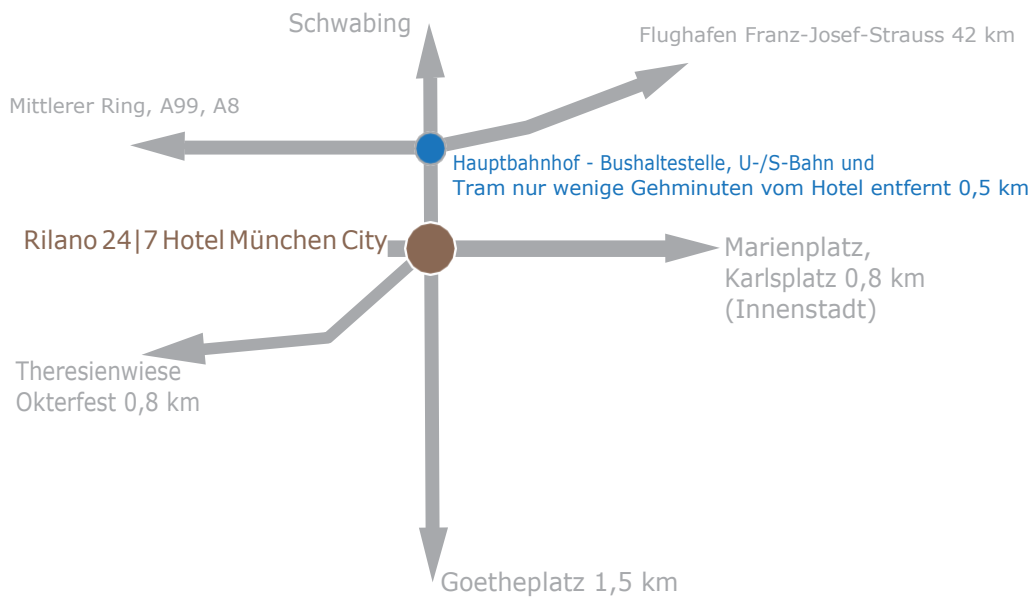 Schwabing
Flughafen Franz-Josef-Strauss 42 km
Mittlerer Ring, A99, A8
Hauptbahnhof - Bushaltestelle, U-/S-Bahn und
Tram nur wenige Gehminuten vom Hotel entfernt 0,5 km
Rilano 24|7 Hotel München City
Marienplatz,
Karlsplatz 0,8 km
(Innenstadt)
Theresienwiese
Okterfest 0,8 km
Goetheplatz 1,5 km